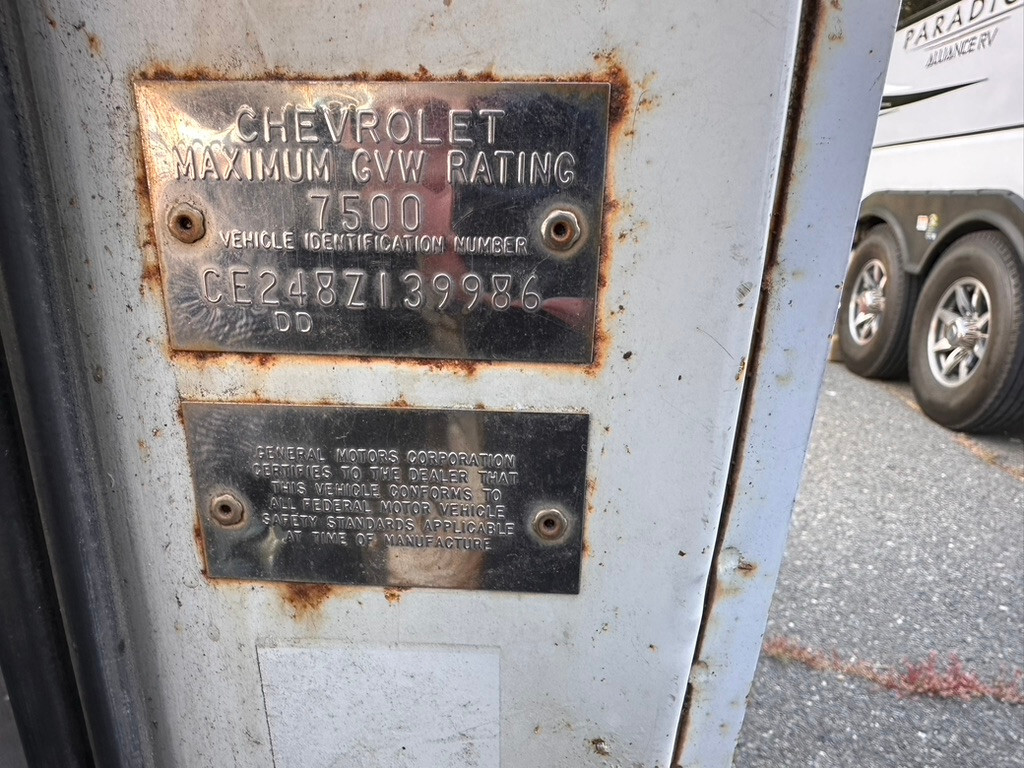 CHEVROLET
MAXIMUM GVW RATING
7500
VEHICLE IDENTIFICATION NUMBER
CE248Z139986
DD
GENERAL MOTORS CORPORATION
CERTIFIES TO THE DEALER THAT
THIS VEHICLE CONFORMS TO
ALL FEDERAL MOTOR VEHICLE
SAFETY STANDARDS APPLICABLE
AT TIME OF MANUFACTURE
PARADIG
ALLIANCE RV